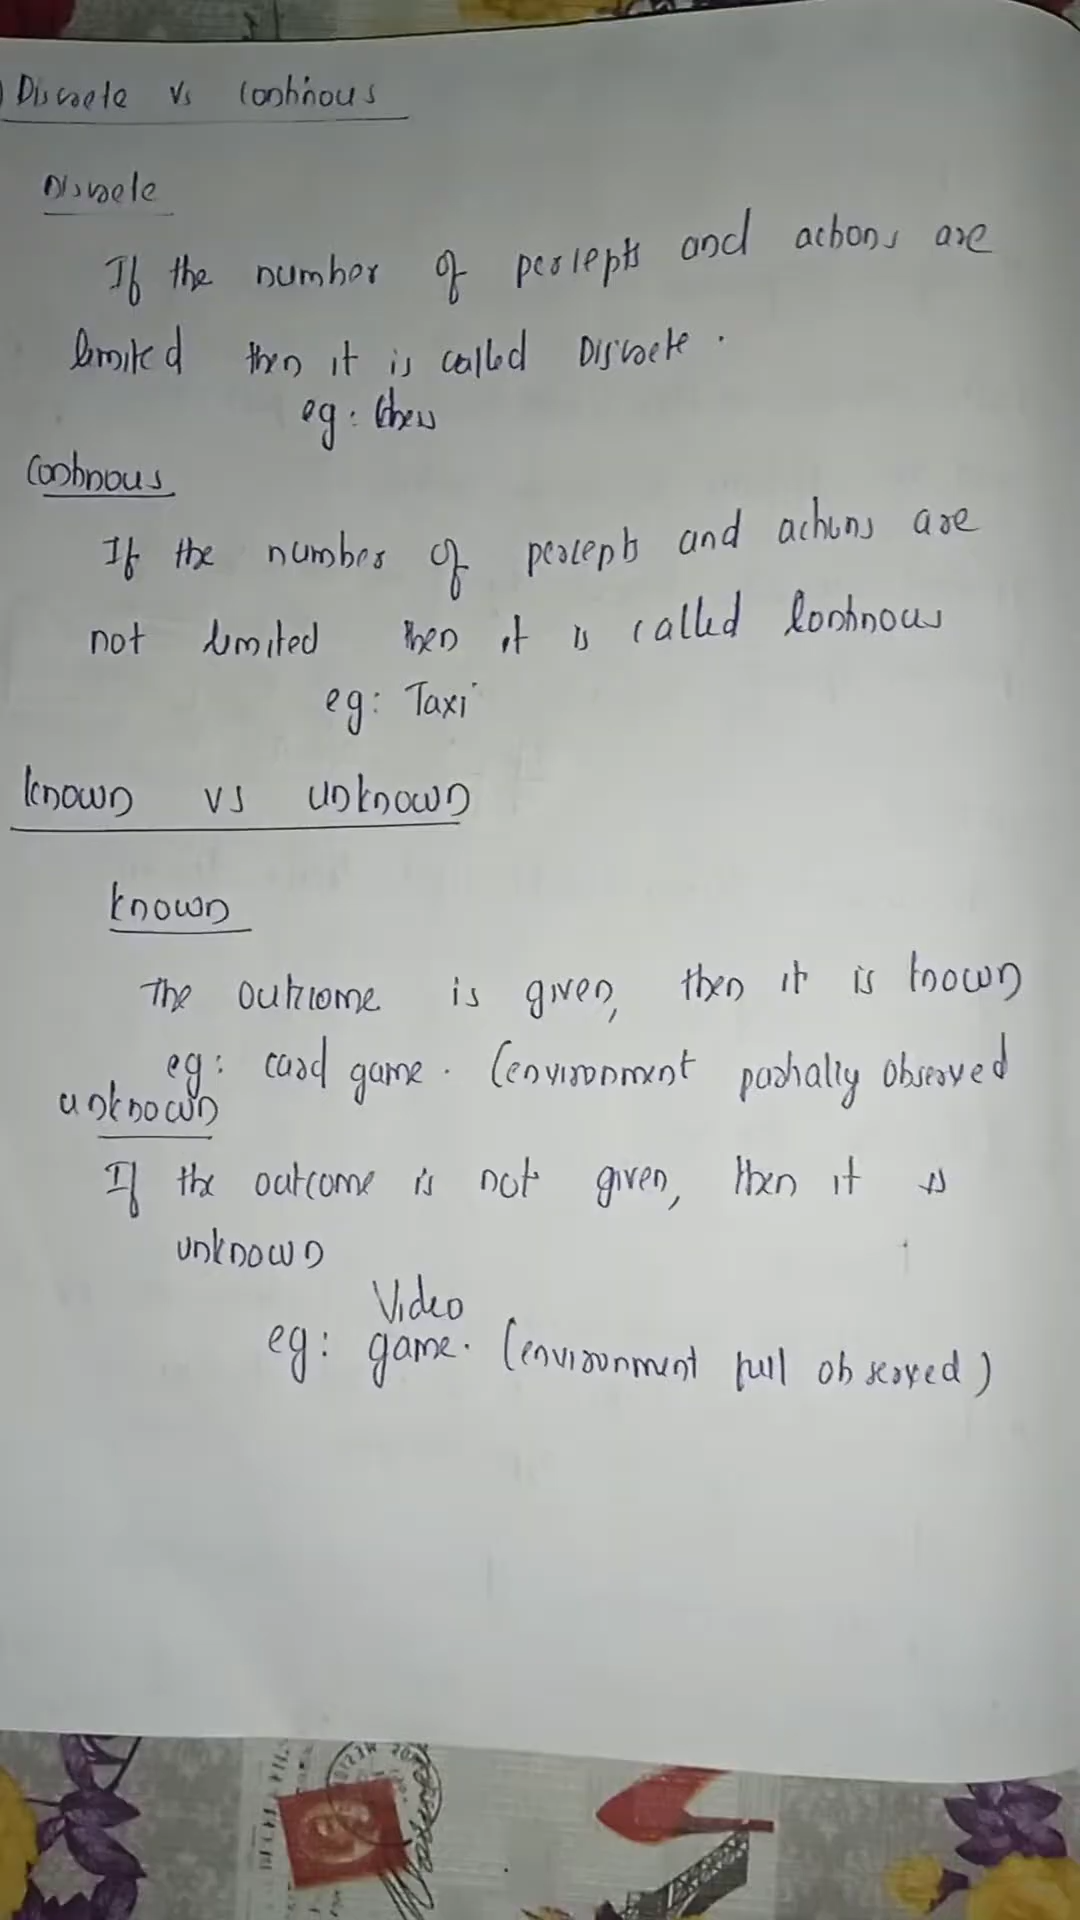 Discrete vs Continous
Discrete
If the number of percepts and actions are
limited then it is called Discrete.
eg: Chess
Continous
If the number of percepts and actions are
not limited then it is called Continous
eg: Taxi
known vs unknown
known
The outcome is given, then it is known
eg: card game. (environment partially observed
unknown
If the outcome is not given, then it is
unknown
Video
eg: game. (environment full observed)